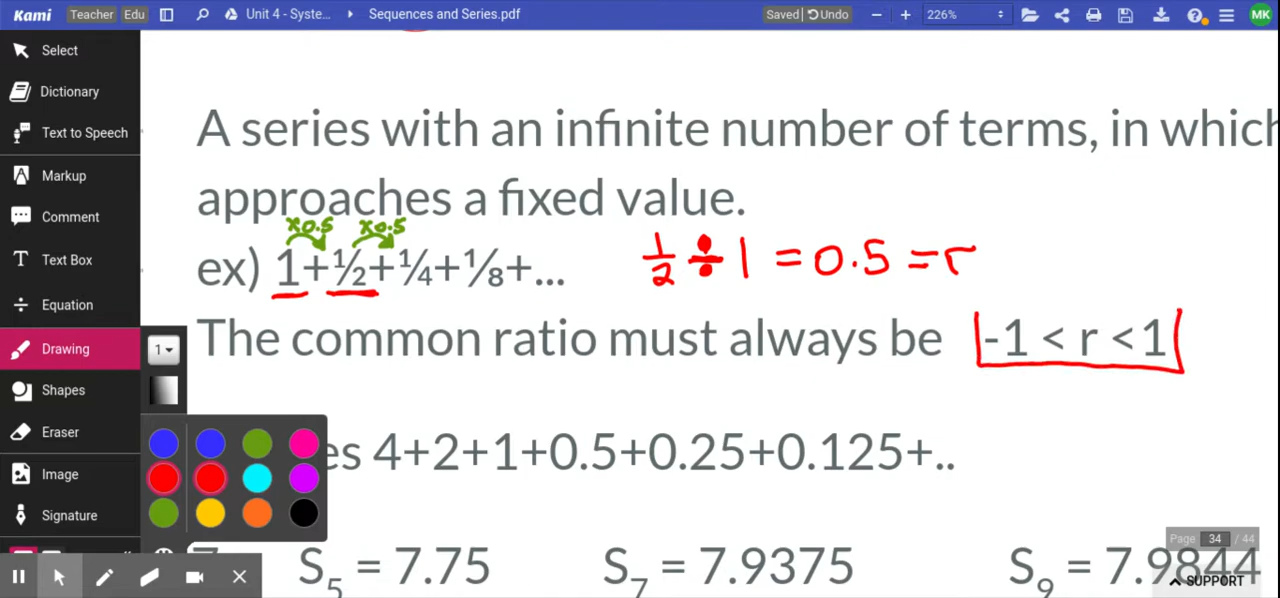 Kami Teacher Edu Unit 4 - Syste... Sequences and Series.pdf Saved Undo 226% MK
Select
Dictionary
Text to Speech
Markup
Comment
Text Box
Equation
Drawing
Shapes
Eraser
Image
Signature
1
A series with an infinite number of terms, in which
approaches a fixed value.
×0.5 ×0.5
ex) 1+½+¼+⅛+...
½ ÷ 1 = 0.5 = r
The common ratio must always be -1 < r < 1
es 4+2+1+0.5+0.25+0.125+..
Page 34 / 44
S₅ = 7.75 S₇ = 7.9375 S₉ = 7.9844
SUPPORT